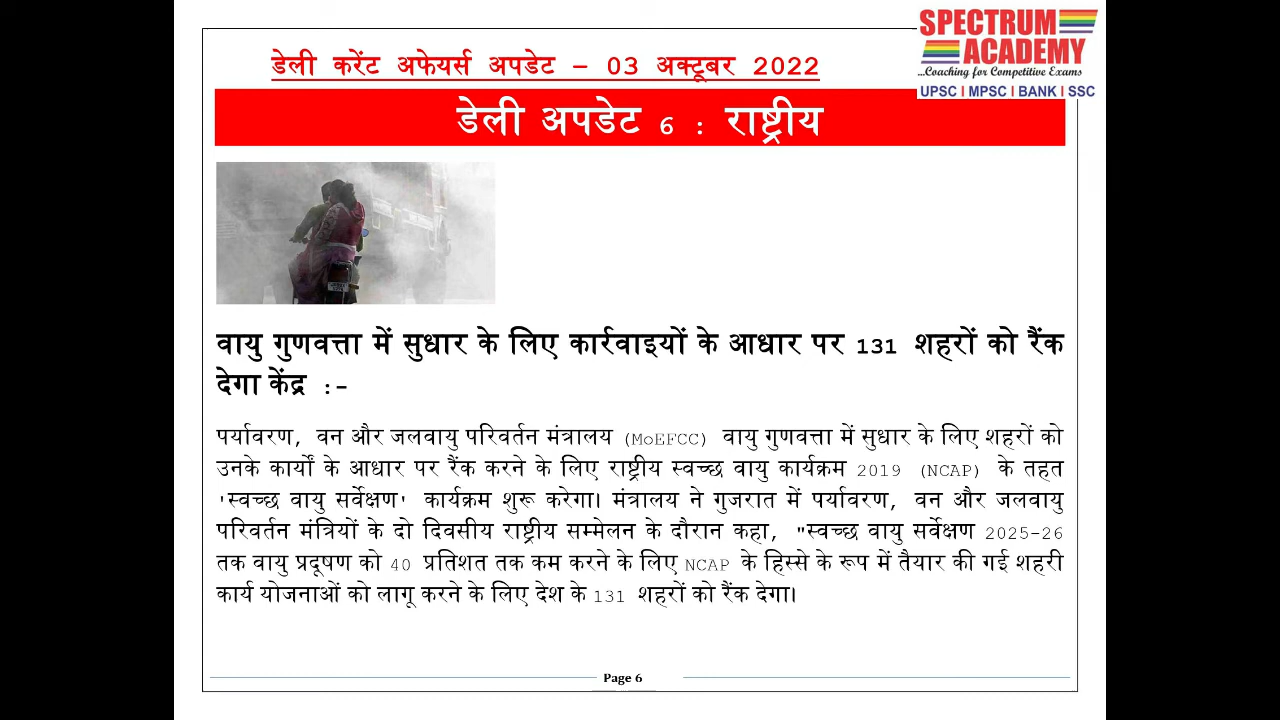 SPECTRUM
ACADEMY
...Coaching for Competitive Exams
UPSC | MPSC | BANK | SSC
डेली करेंट अफेयर्स अपडेट – 03 अक्टूबर 2022
डेली अपडेट 6 : राष्ट्रीय
वायु गुणवत्ता में सुधार के लिए कार्रवाइयों के आधार पर 131 शहरों को रैंक
देगा केंद्र :-
पर्यावरण, वन और जलवायु परिवर्तन मंत्रालय (MoEFCC) वायु गुणवत्ता में सुधार के लिए शहरों को
उनके कार्यों के आधार पर रैंक करने के लिए राष्ट्रीय स्वच्छ वायु कार्यक्रम 2019 (NCAP) के तहत
'स्वच्छ वायु सर्वेक्षण' कार्यक्रम शुरू करेगा। मंत्रालय ने गुजरात में पर्यावरण, वन और जलवायु
परिवर्तन मंत्रियों के दो दिवसीय राष्ट्रीय सम्मेलन के दौरान कहा, "स्वच्छ वायु सर्वेक्षण 2025-26
तक वायु प्रदूषण को 40 प्रतिशत तक कम करने के लिए NCAP के हिस्से के रूप में तैयार की गई शहरी
कार्य योजनाओं को लागू करने के लिए देश के 131 शहरों को रैंक देगा।
Page 6